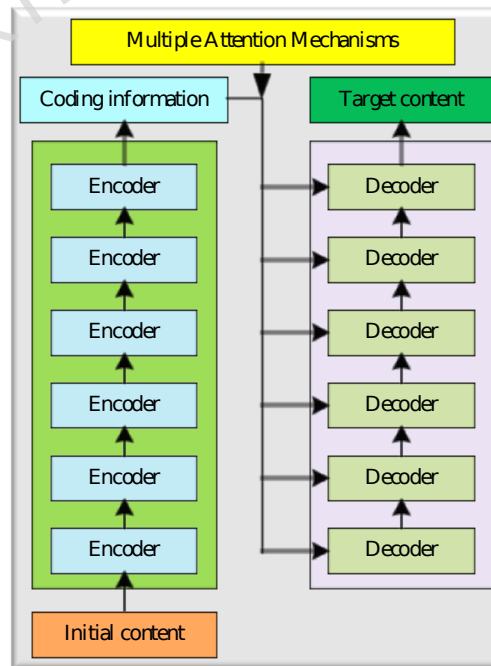 Multiple Attention Mechanisms
Coding information
Target content
Encoder
Decoder
Encoder
Decoder
Encoder
Decoder
Encoder
Decoder
Encoder
Decoder
Encoder
Decoder
Initial content